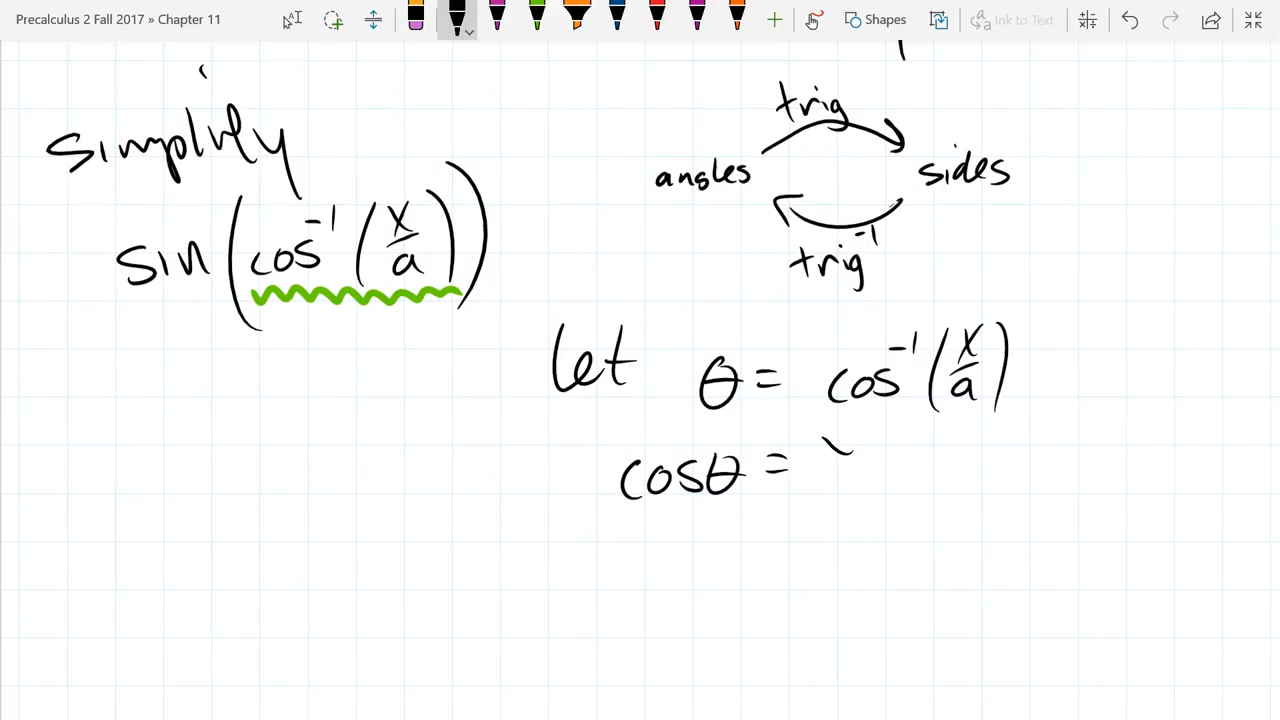 Precalculus 2 Fall 2017 » Chapter 11
Shapes
Ink to Text
simplify
sin(cos⁻¹(x/a))
trig
angles
sides
trig⁻¹
let θ = cos⁻¹(x/a)
cosθ =